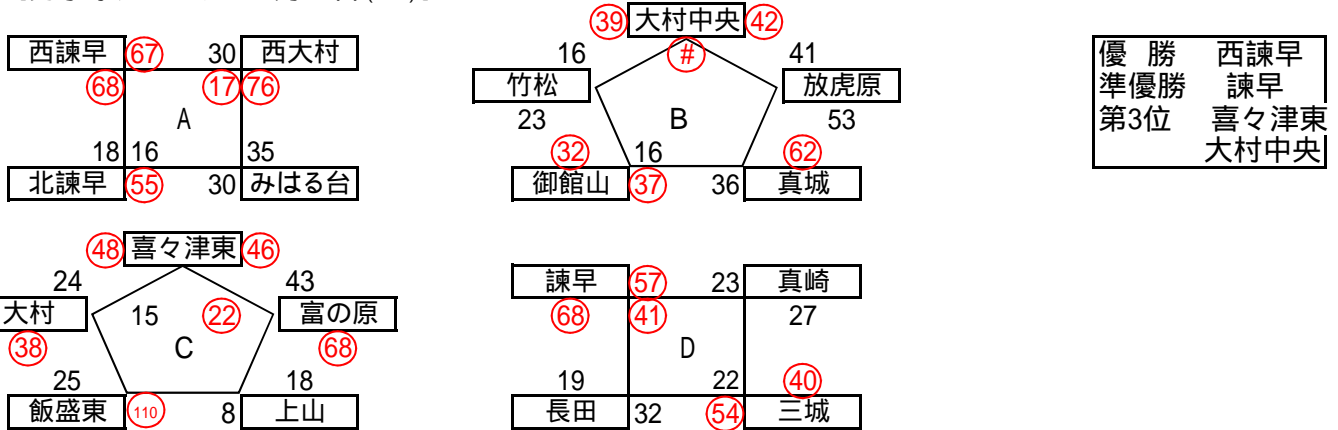 39 大村中央 42
西諫早 67 30 西大村
16 # 41
優 勝 西諫早
68 17 76
竹松 放虎原
準優勝 諫早
A
23 B 53
第3位 喜々津東
18 16 35
32 16 62
大村中央
北諫早 55 30 みはる台
御館山 37 36 真城
48 喜々津東 46
24 43
諫早 57 23 真崎
大村 15 22 富の原
68 41 27
38 C 68
D
25 18
19 22 40
飯盛東 110 8 上山
長田 32 54 三城